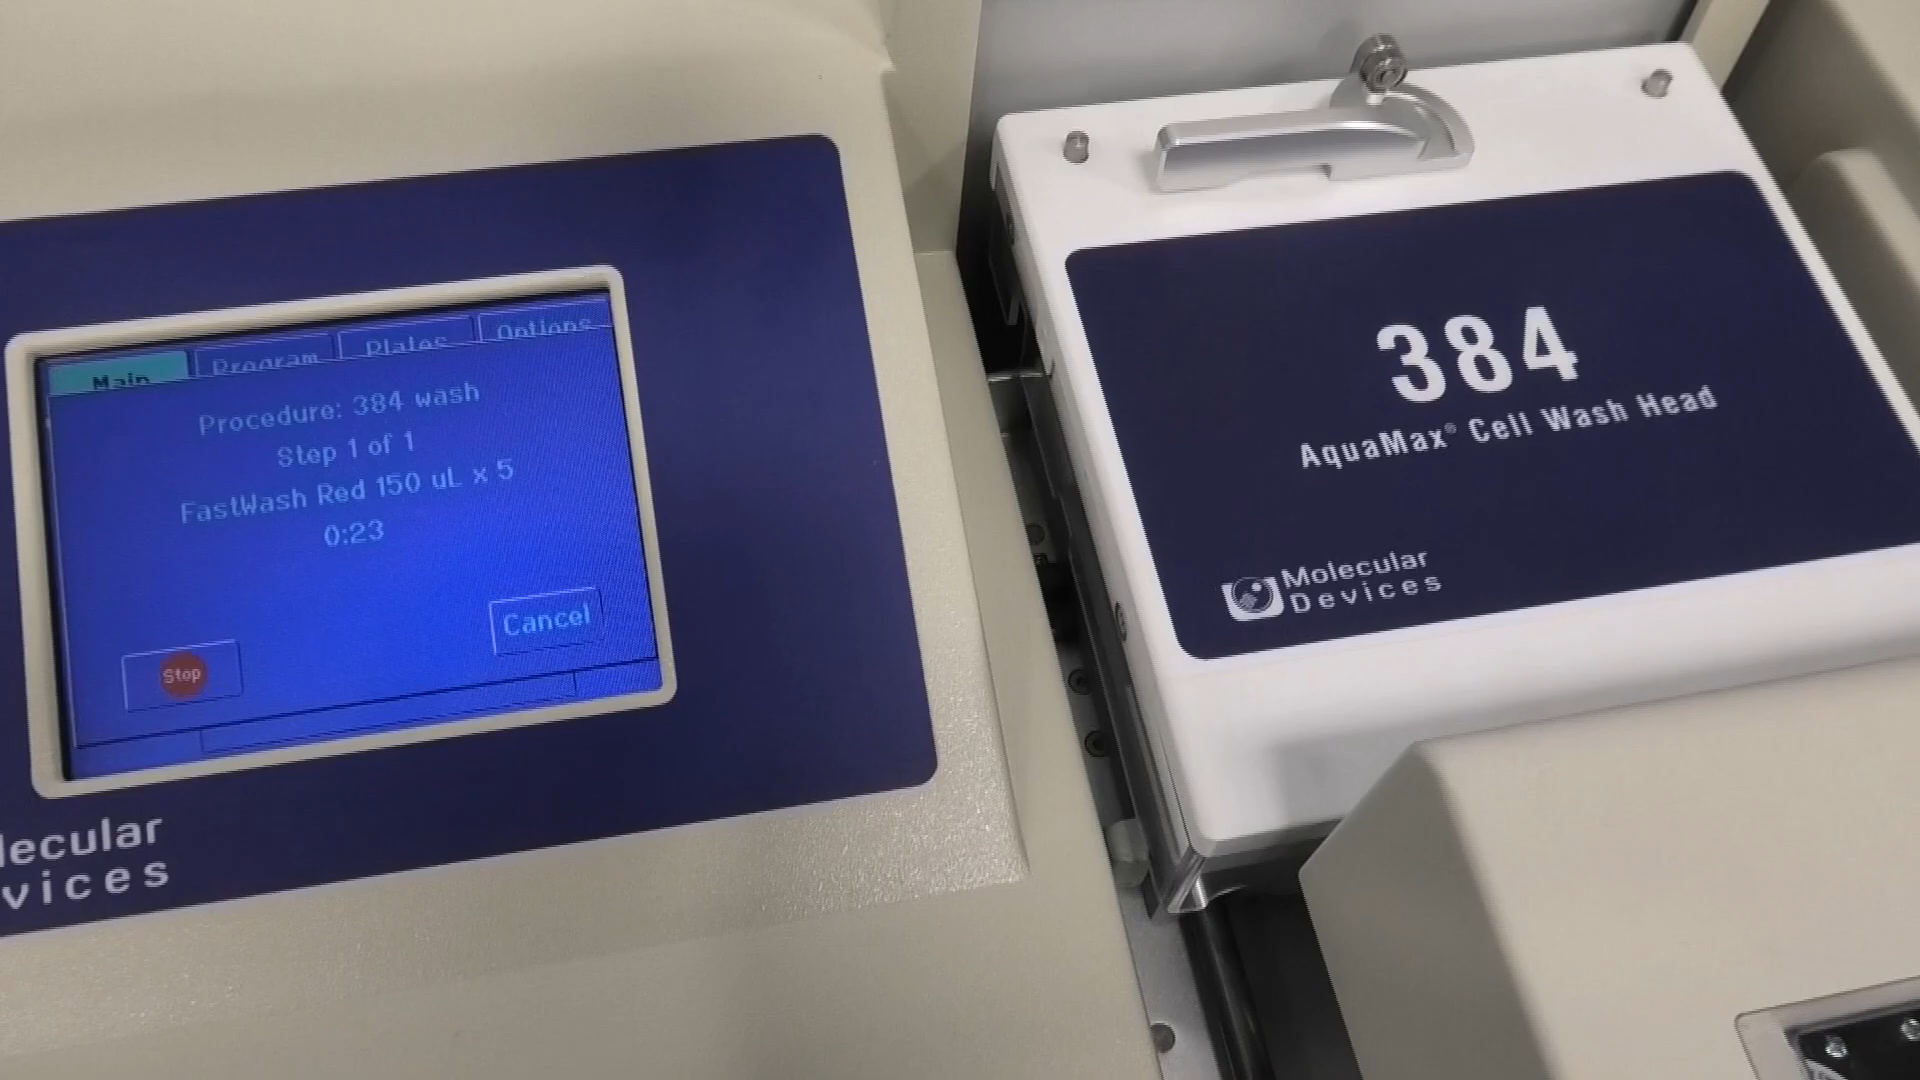 Main Program Plates Options
Procedure: 384 wash
Step 1 of 1
FastWash Red 150 uL x 5
0:23
Cancel
Stop
lecular
vices
384
AquaMax® Cell Wash Head
Molecular
Devices